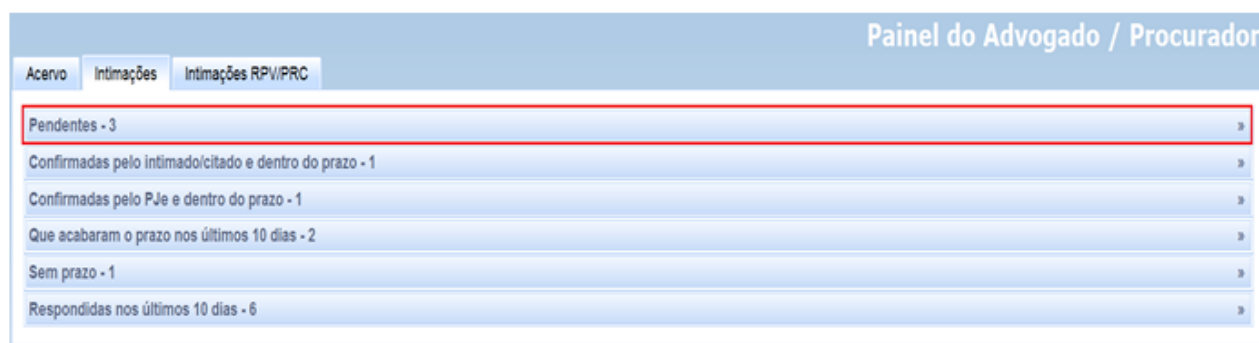 Painel do Advogado / Procurador
Acervo Intimações Intimações RPV/PRC
Pendentes - 3 »
Confirmadas pelo intimado/citado e dentro do prazo - 1 »
Confirmadas pelo PJe e dentro do prazo - 1 »
Que acabaram o prazo nos últimos 10 dias - 2 »
Sem prazo - 1 »
Respondidas nos últimos 10 dias - 6 »